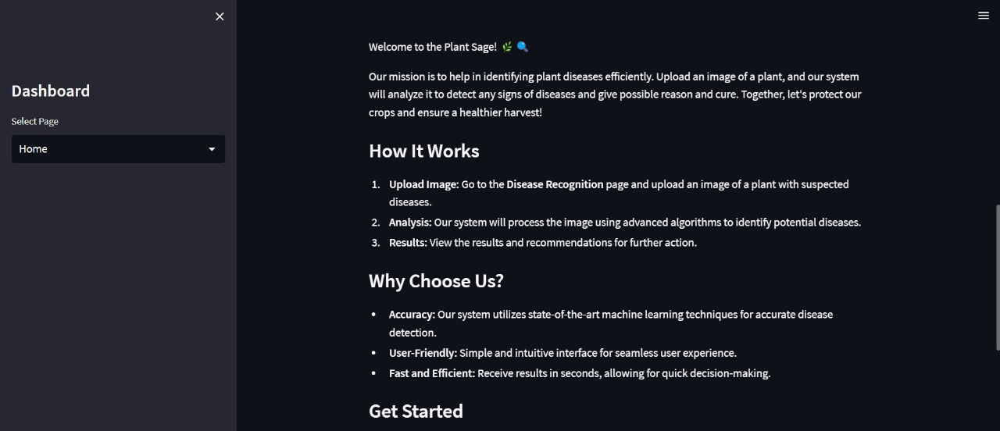 Dashboard
Select Page
Home
Welcome to the Plant Sage! 🌿 🔍
Our mission is to help in identifying plant diseases efficiently. Upload an image of a plant, and our system
will analyze it to detect any signs of diseases and give possible reason and cure. Together, let's protect our
crops and ensure a healthier harvest!
How It Works
1. Upload Image: Go to the Disease Recognition page and upload an image of a plant with suspected
diseases.
2. Analysis: Our system will process the image using advanced algorithms to identify potential diseases.
3. Results: View the results and recommendations for further action.
Why Choose Us?
• Accuracy: Our system utilizes state-of-the-art machine learning techniques for accurate disease
detection.
• User-Friendly: Simple and intuitive interface for seamless user experience.
• Fast and Efficient: Receive results in seconds, allowing for quick decision-making.
Get Started